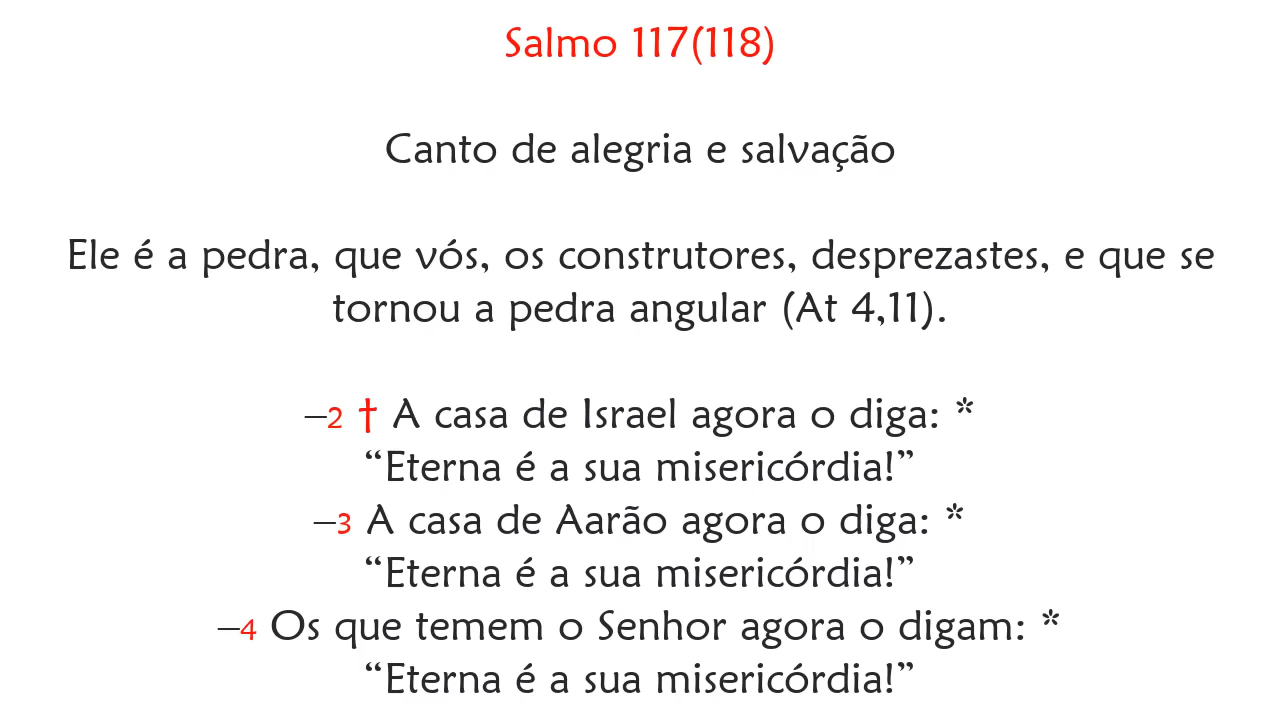 Salmo 117(118)
Canto de alegria e salvação
Ele é a pedra, que vós, os construtores, desprezastes, e que se
tornou a pedra angular (At 4,11).
–2 † A casa de Israel agora o diga: *
“Eterna é a sua misericórdia!”
–3 A casa de Aarão agora o diga: *
“Eterna é a sua misericórdia!”
–4 Os que temem o Senhor agora o digam: *
“Eterna é a sua misericórdia!”